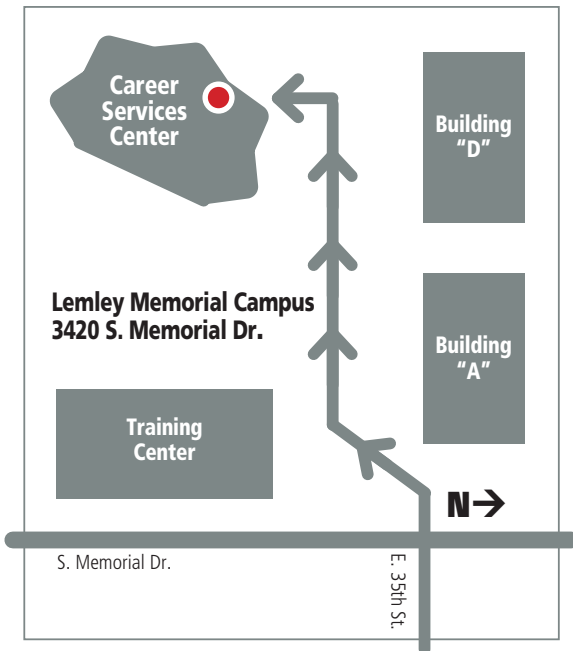 Career
Services
Center
Building
"D"
Lemley Memorial Campus
3420 S. Memorial Dr.
Building
"A"
Training
Center
N→
S. Memorial Dr.
E. 35th St.